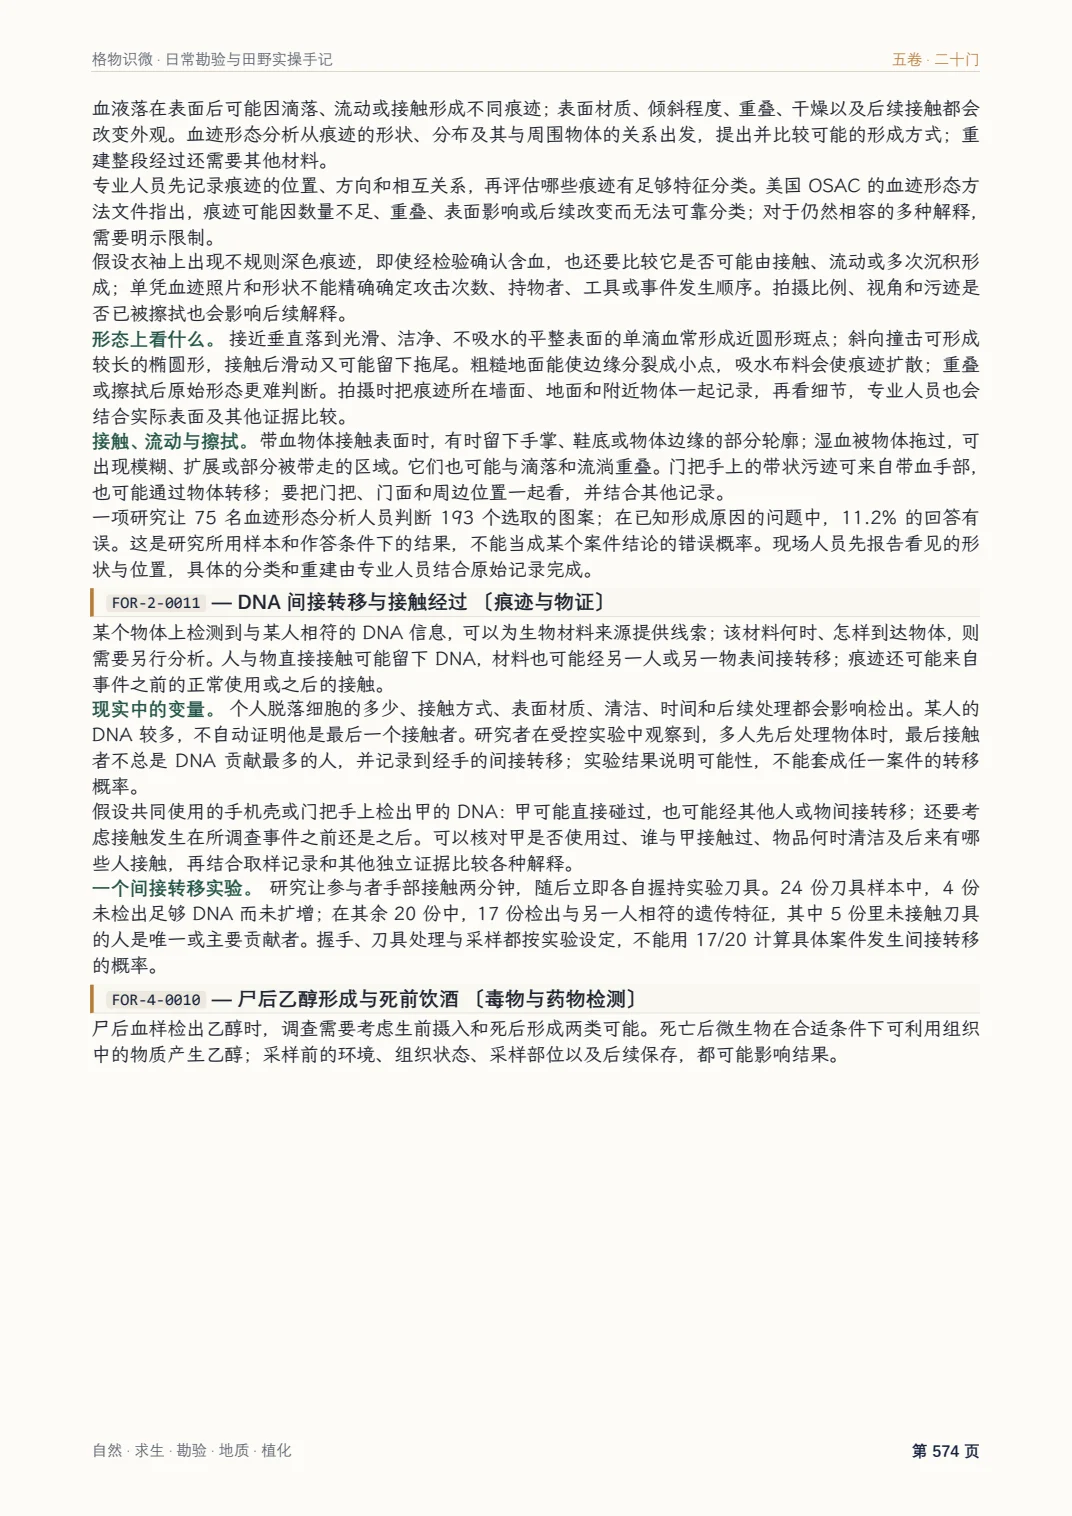 格物识微 · 日常勘验与田野实操手记
五卷 · 二十门
血液落在表面后可能因滴落、流动或接触形成不同痕迹；表面材质、倾斜程度、重叠、干燥以及后续接触都会
改变外观。血迹形态分析从痕迹的形状、分布及其与周围物体的关系出发，提出并比较可能的形成方式；重
建整段经过还需要其他材料。
专业人员先记录痕迹的位置、方向和相互关系，再评估哪些痕迹有足够特征分类。美国 OSAC 的血迹形态方
法文件指出，痕迹可能因数量不足、重叠、表面影响或后续改变而无法可靠分类；对于仍然相容的多种解释，
需要明示限制。
假设衣袖上出现不规则深色痕迹，即使经检验确认含血，也还要比较它是否可能由接触、流动或多次沉积形
成；单凭血迹照片和形状不能精确确定攻击次数、持物者、工具或事件发生顺序。拍摄比例、视角和污迹是
否已被擦拭也会影响后续解释。
形态上看什么。 接近垂直落到光滑、洁净、不吸水的平整表面的单滴血常形成近圆形斑点；斜向撞击可形成
较长的椭圆形，接触后滑动又可能留下拖尾。粗糙地面能使边缘分裂成小点，吸水布料会使痕迹扩散；重叠
或擦拭后原始形态更难判断。拍摄时把痕迹所在墙面、地面和附近物体一起记录，再看细节，专业人员也会
结合实际表面及其他证据比较。
接触、流动与擦拭。 带血物体接触表面时，有时留下手掌、鞋底或物体边缘的部分轮廓；湿血被物体拖过，可
出现模糊、扩展或部分被带走的区域。它们也可能与滴落和流淌重叠。门把手上的带状污迹可来自带血手部，
也可能通过物体转移；要把门把、门面和周边位置一起看，并结合其他记录。
一项研究让 75 名血迹形态分析人员判断 193 个选取的图案；在已知形成原因的问题中，11.2% 的回答有
误。这是研究所用样本和作答条件下的结果，不能当成某个案件结论的错误概率。现场人员先报告看见的形
状与位置，具体的分类和重建由专业人员结合原始记录完成。
FOR-2-0011 — DNA 间接转移与接触经过 〔痕迹与物证〕
某个物体上检测到与某人相符的 DNA 信息，可以为生物材料来源提供线索；该材料何时、怎样到达物体，则
需要另行分析。人与物直接接触可能留下 DNA，材料也可能经另一人或另一物表间接转移；痕迹还可能来自
事件之前的正常使用或之后的接触。
现实中的变量。 个人脱落细胞的多少、接触方式、表面材质、清洁、时间和后续处理都会影响检出。某人的
DNA 较多，不自动证明他是最后一个接触者。研究者在受控实验中观察到，多人先后处理物体时，最后接触
者不总是 DNA 贡献最多的人，并记录到经手的间接转移；实验结果说明可能性，不能套成任一案件的转移
概率。
假设共同使用的手机壳或门把手上检出甲的 DNA：甲可能直接碰过，也可能经其他人或物间接转移；还要考
虑接触发生在所调查事件之前还是之后。可以核对甲是否使用过、谁与甲接触过、物品何时清洁及后来有哪
些人接触，再结合取样记录和其他独立证据比较各种解释。
一个间接转移实验。 研究让参与者手部接触两分钟，随后立即各自握持实验刀具。24 份刀具样本中，4 份
未检出足够 DNA 而未扩增；在其余 20 份中，17 份检出与另一人相符的遗传特征，其中 5 份里未接触刀具
的人是唯一或主要贡献者。握手、刀具处理与采样都按实验设定，不能用 17/20 计算具体案件发生间接转移
的概率。
FOR-4-0010 — 尸后乙醇形成与死前饮酒 〔毒物与药物检测〕
尸后血样检出乙醇时，调查需要考虑生前摄入和死后形成两类可能。死亡后微生物在合适条件下可利用组织
中的物质产生乙醇；采样前的环境、组织状态、采样部位以及后续保存，都可能影响结果。
自然 · 求生 · 勘验 · 地质 · 植化
第 574 页